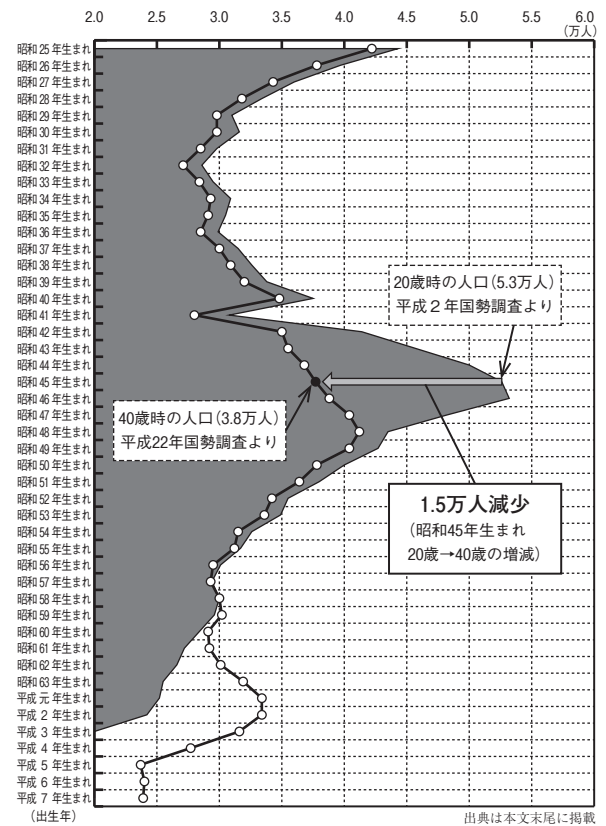 2.0 2.5 3.0 3.5 4.0 4.5 5.0 5.5 6.0
(万人)
昭和25年生まれ
昭和26年生まれ
昭和27年生まれ
昭和28年生まれ
昭和29年生まれ
昭和30年生まれ
昭和31年生まれ
昭和32年生まれ
昭和33年生まれ
昭和34年生まれ
昭和35年生まれ
昭和36年生まれ
昭和37年生まれ
昭和38年生まれ
昭和39年生まれ
昭和40年生まれ
昭和41年生まれ
昭和42年生まれ
昭和43年生まれ
昭和44年生まれ
昭和45年生まれ
昭和46年生まれ
昭和47年生まれ
昭和48年生まれ
昭和49年生まれ
昭和50年生まれ
昭和51年生まれ
昭和52年生まれ
昭和53年生まれ
昭和54年生まれ
昭和55年生まれ
昭和56年生まれ
昭和57年生まれ
昭和58年生まれ
昭和59年生まれ
昭和60年生まれ
昭和61年生まれ
昭和62年生まれ
昭和63年生まれ
平成元年生まれ
平成2年生まれ
平成3年生まれ
平成4年生まれ
平成5年生まれ
平成6年生まれ
平成7年生まれ
(出生年)
20歳時の人口(5.3万人)
平成2年国勢調査より
40歳時の人口(3.8万人)
平成22年国勢調査より
1.5万人減少
(昭和45年生まれ
20歳→40歳の増減)
出典は本文末尾に掲載